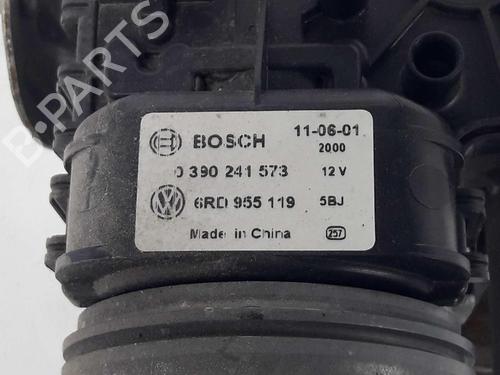 B-PARTS
BOSCH 11-06-01
2000
0 390 241 573 12 V
6RD 955 119 5BJ
Made in China 257